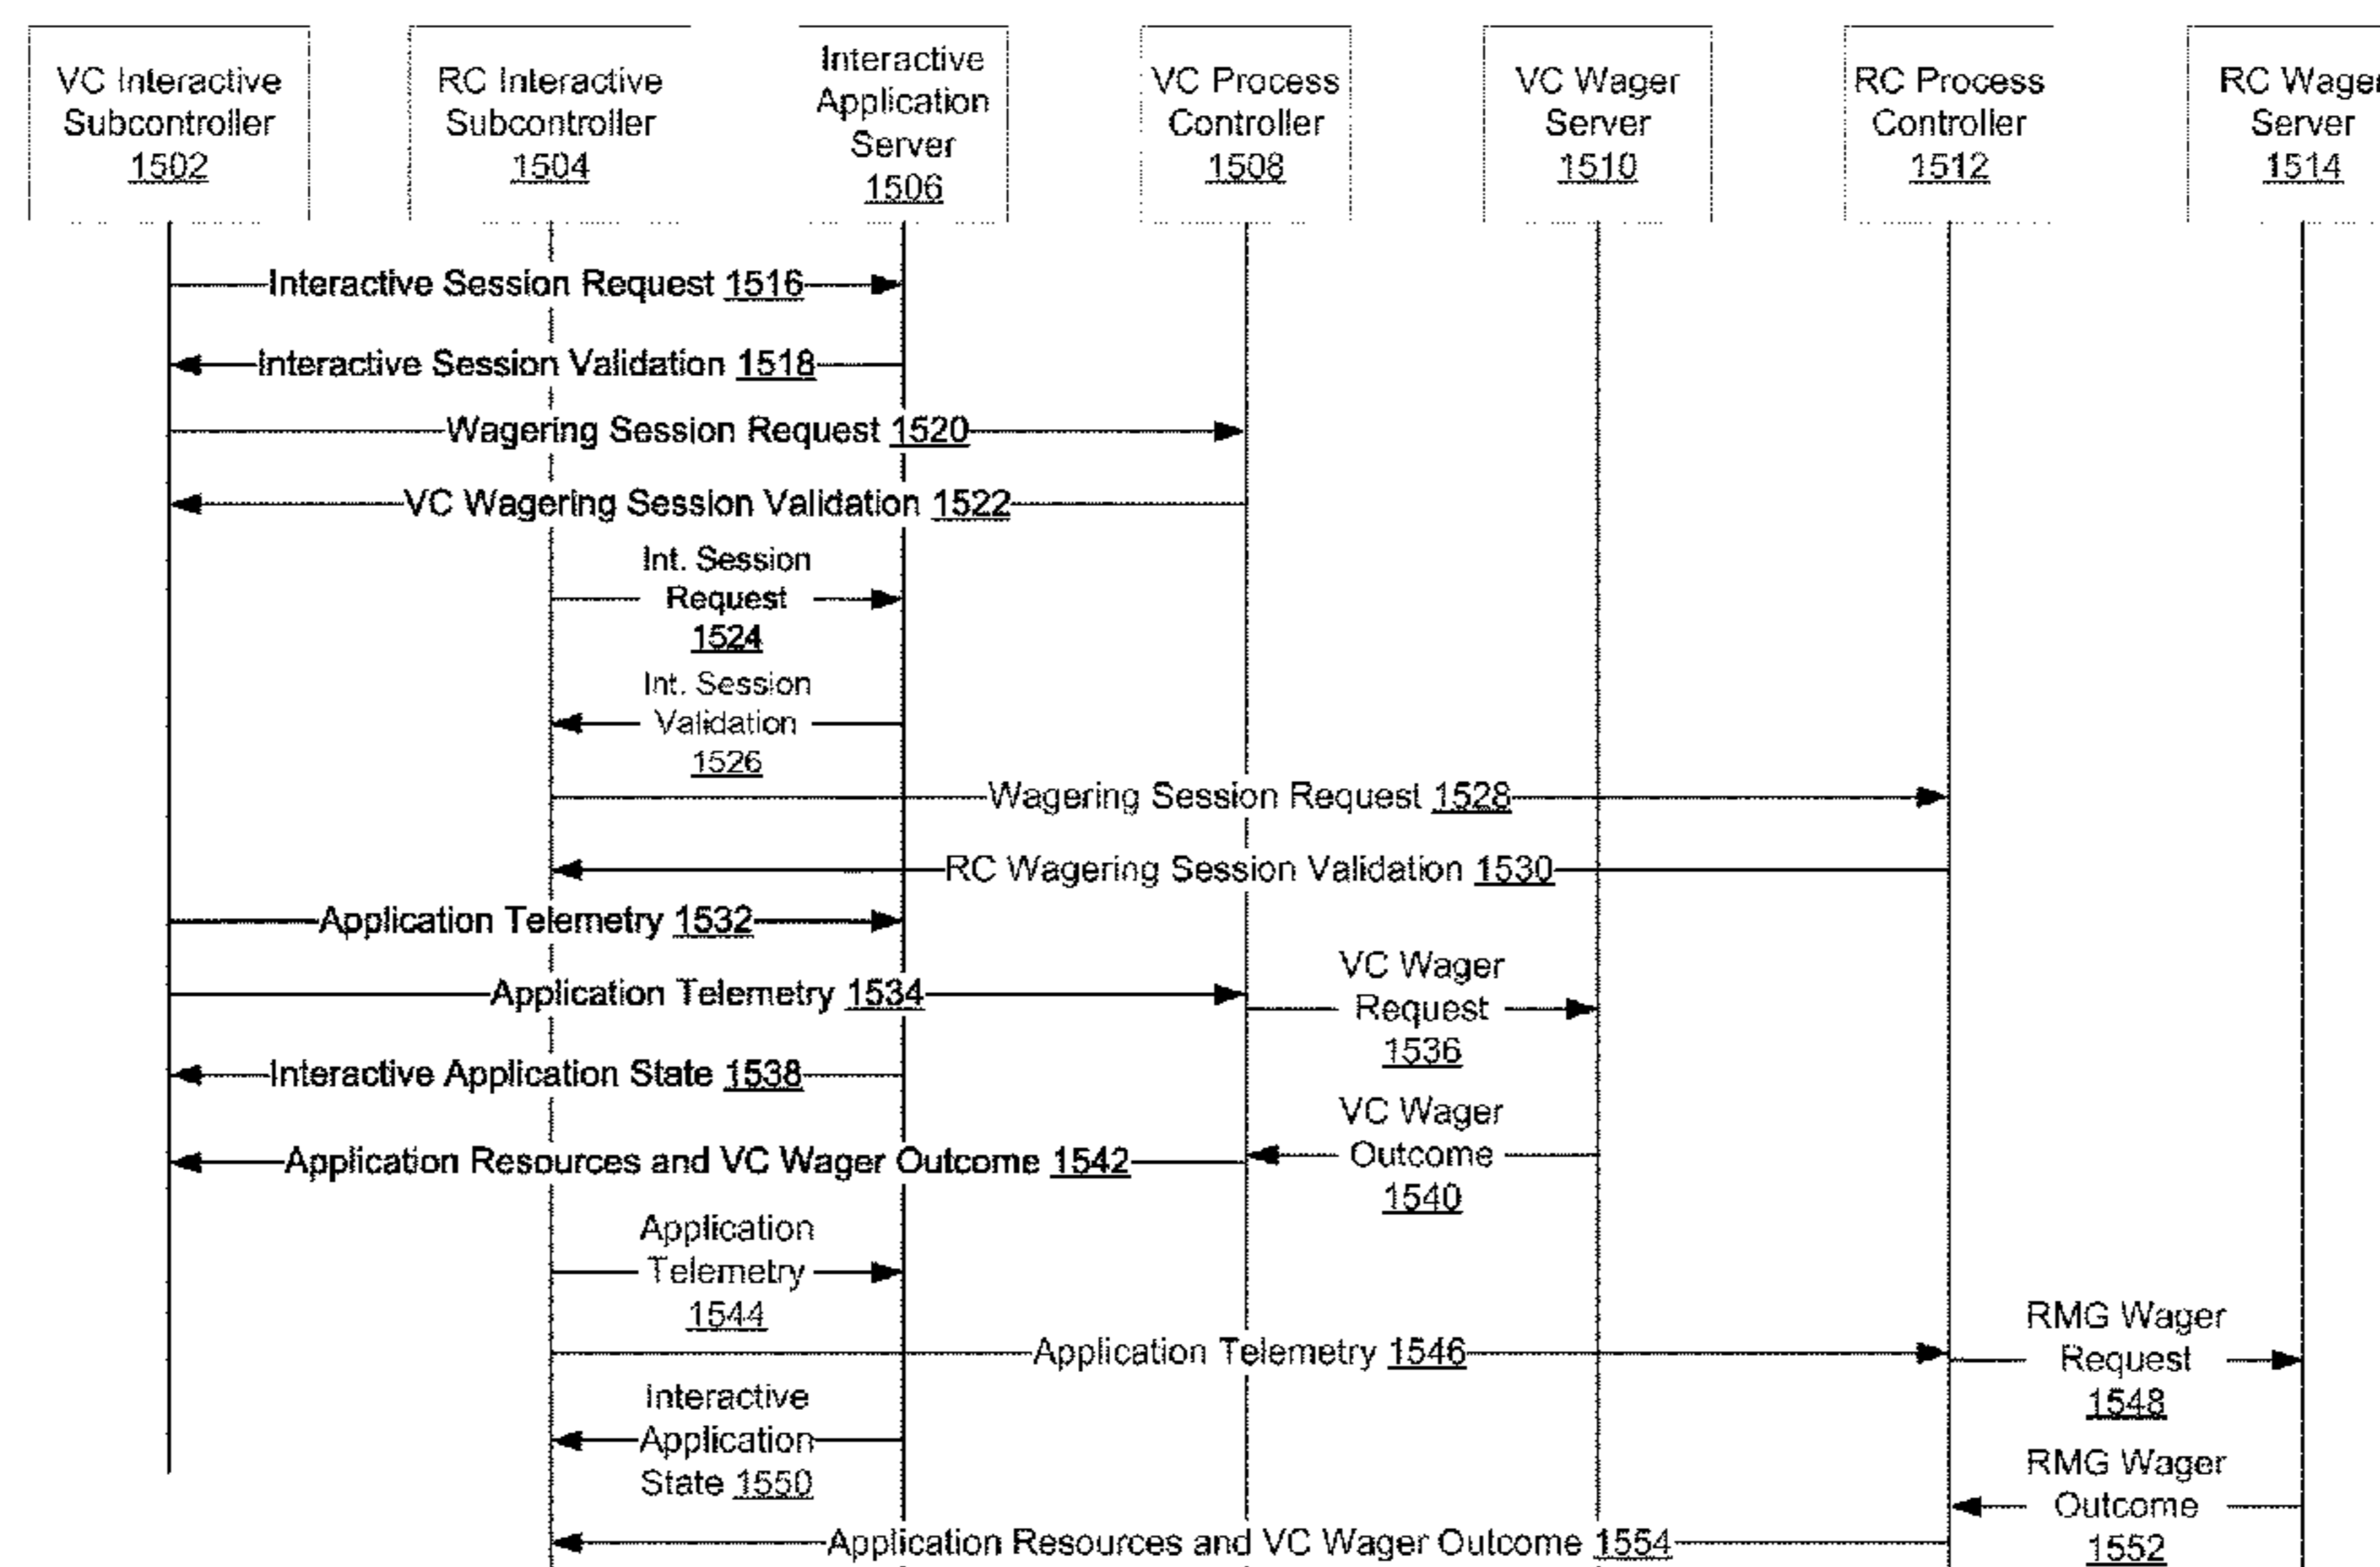 VC Interactive
Subcontroller
1502
RC Interactive
Subcontroller
1504
Interactive
Application
Server
1506
VC Process
Controller
1508
VC Wager
Server
1510
RC Process
Controller
1512
RC Wager
Server
1514
Interactive Session Request 1516
Interactive Session Validation 1518
Wagering Session Request 1520
VC Wagering Session Validation 1522
Int. Session
Request
1524
Int. Session
Validation
1526
Wagering Session Request 1528
RC Wagering Session Validation 1530
Application Telemetry 1532
Application Telemetry 1534
VC Wager
Request
1536
Interactive Application State 1538
VC Wager
Outcome
1540
Application Resources and VC Wager Outcome 1542
Application
Telemetry
1544
Application Telemetry 1546
RMG Wager
Request
1548
Interactive
Application
State 1550
RMG Wager
Outcome
1552
Application Resources and VC Wager Outcome 1554